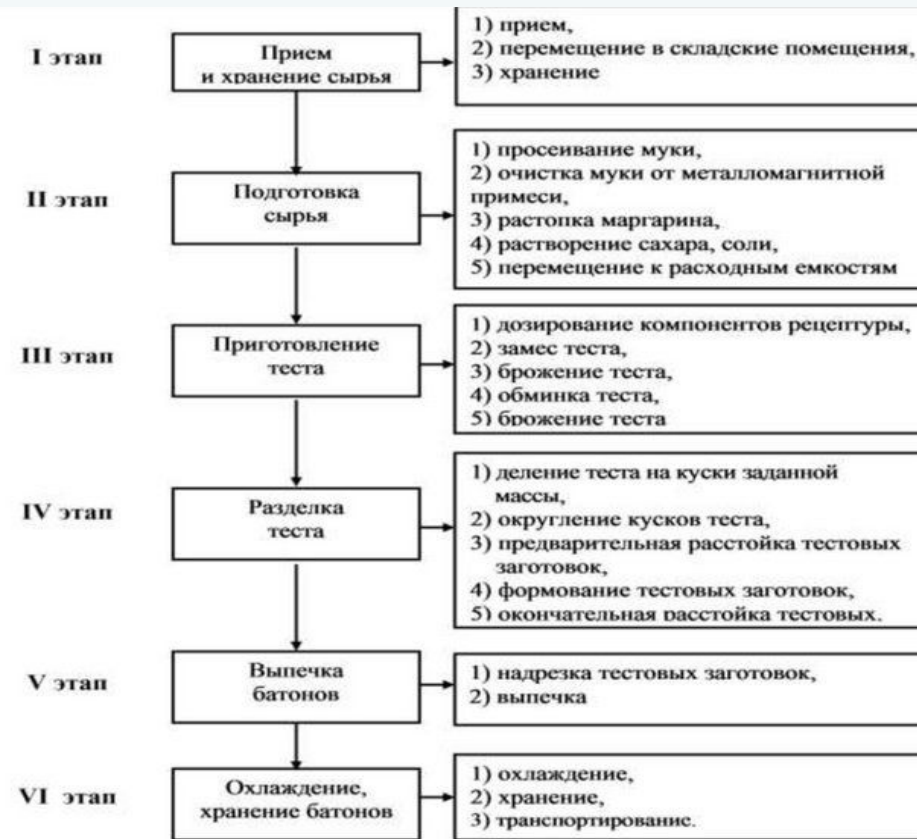 I этап
Прием
и хранение сырья
1) прием,
2) перемещение в складские помещения,
3) хранение
II этап
Подготовка
сырья
1) просеивание муки,
2) очистка муки от металломагнитной
примеси,
3) растопка маргарина,
4) растворение сахара, соли,
5) перемещение к расходным емкостям
III этап
Приготовление
теста
1) дозирование компонентов рецептуры,
2) замес теста,
3) брожение теста,
4) обминка теста,
5) брожение теста
IV этап
Разделка
теста
1) деление теста на куски заданной
массы,
2) округление кусков теста,
3) предварительная расстойка тестовых
заготовок,
4) формование тестовых заготовок,
5) окончательная расстойка тестовых.
V этап
Выпечка
батонов
1) надрезка тестовых заготовок,
2) выпечка
VI этап
Охлаждение,
хранение батонов
1) охлаждение,
2) хранение,
3) транспортирование.